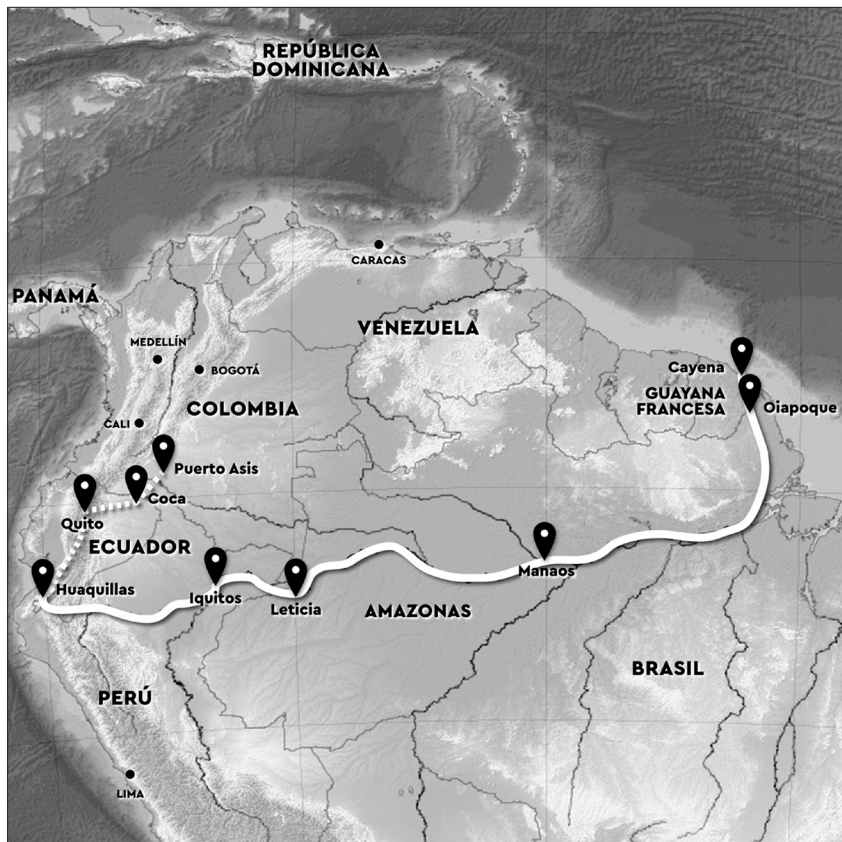 REPÚBLICA
DOMINICANA
CARACAS
PANAMÁ
VENEZUELA
MEDELLÍN
BOGOTÁ
Cayena
GUAYANA
FRANCESA
Oiapoque
COLOMBIA
CALI
Puerto Asis
Coca
Quito
ECUADOR
Manaos
Huaquillas
Iquitos
Leticia
AMAZONAS
BRASIL
PERÚ
LIMA